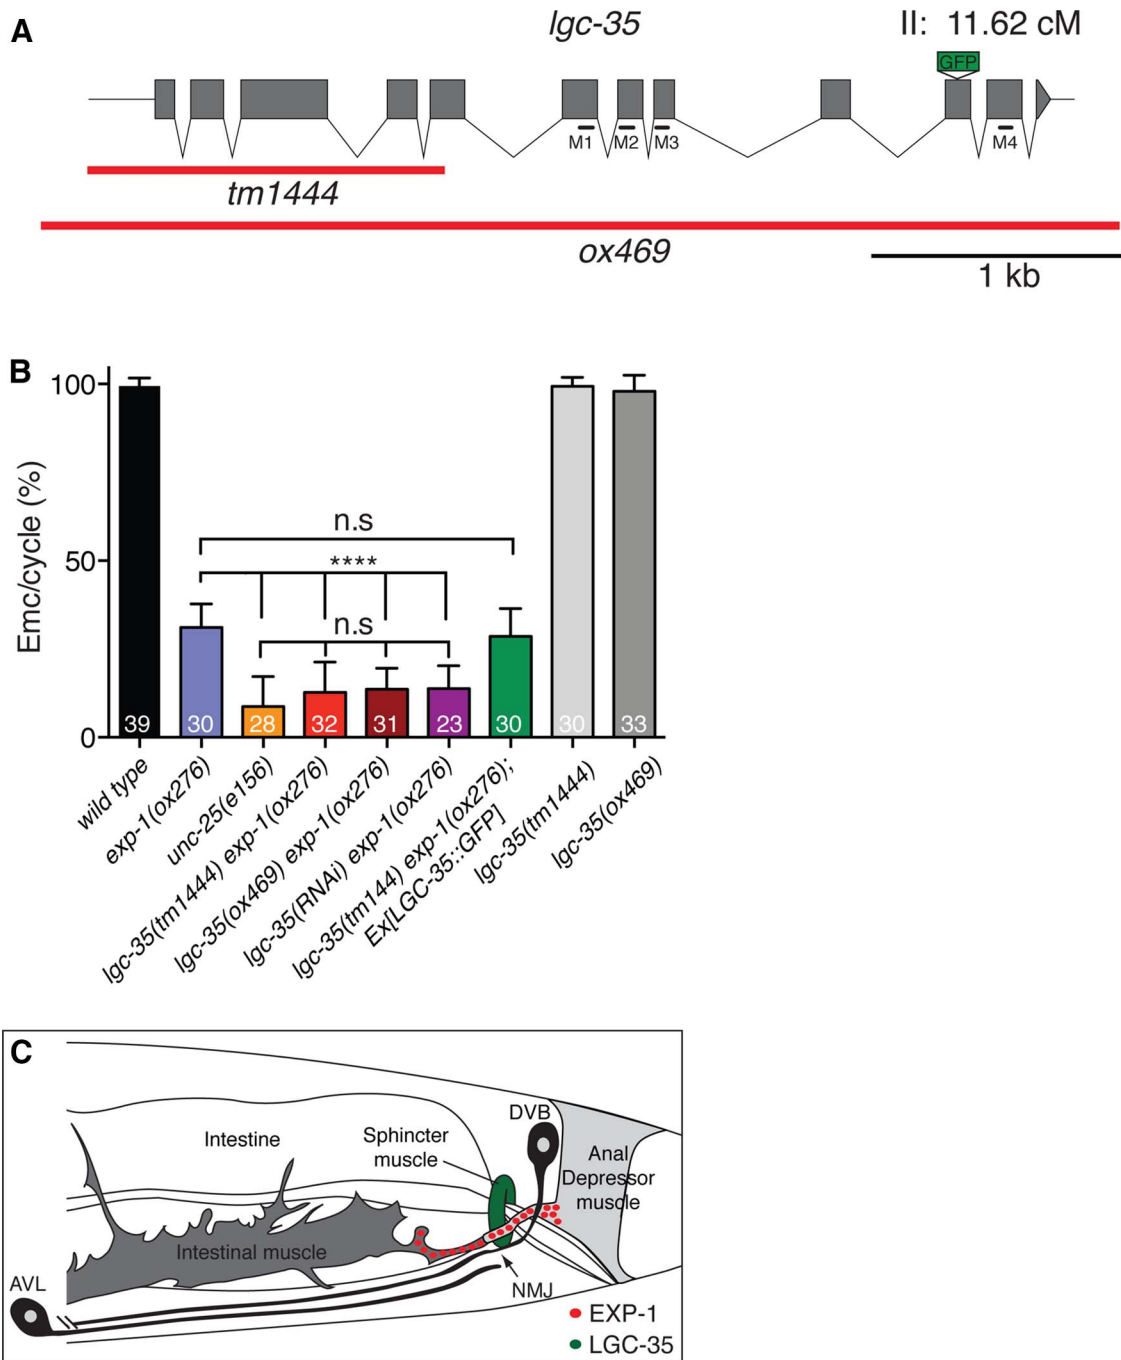 A
lgc-35
II: 11.62 cM
GFP
M1 M2 M3 M4
tm1444
ox469
1 kb
B
Emc/cycle (%)
100
50
0
n.s
****
n.s
39 30 28 32 31 23 30 30 33
wild type
exp-1(ox276)
unc-25(e156)
lgc-35(tm1444) exp-1(ox276)
lgc-35(ox469) exp-1(ox276)
lgc-35(RNAi) exp-1(ox276)
lgc-35(tm144) exp-1(ox276);
Ex[LGC-35::GFP]
lgc-35(tm1444)
lgc-35(ox469)
C
DVB
Intestine
Sphincter
muscle
Anal
Depressor
muscle
Intestinal muscle
AVL
NMJ
EXP-1
LGC-35